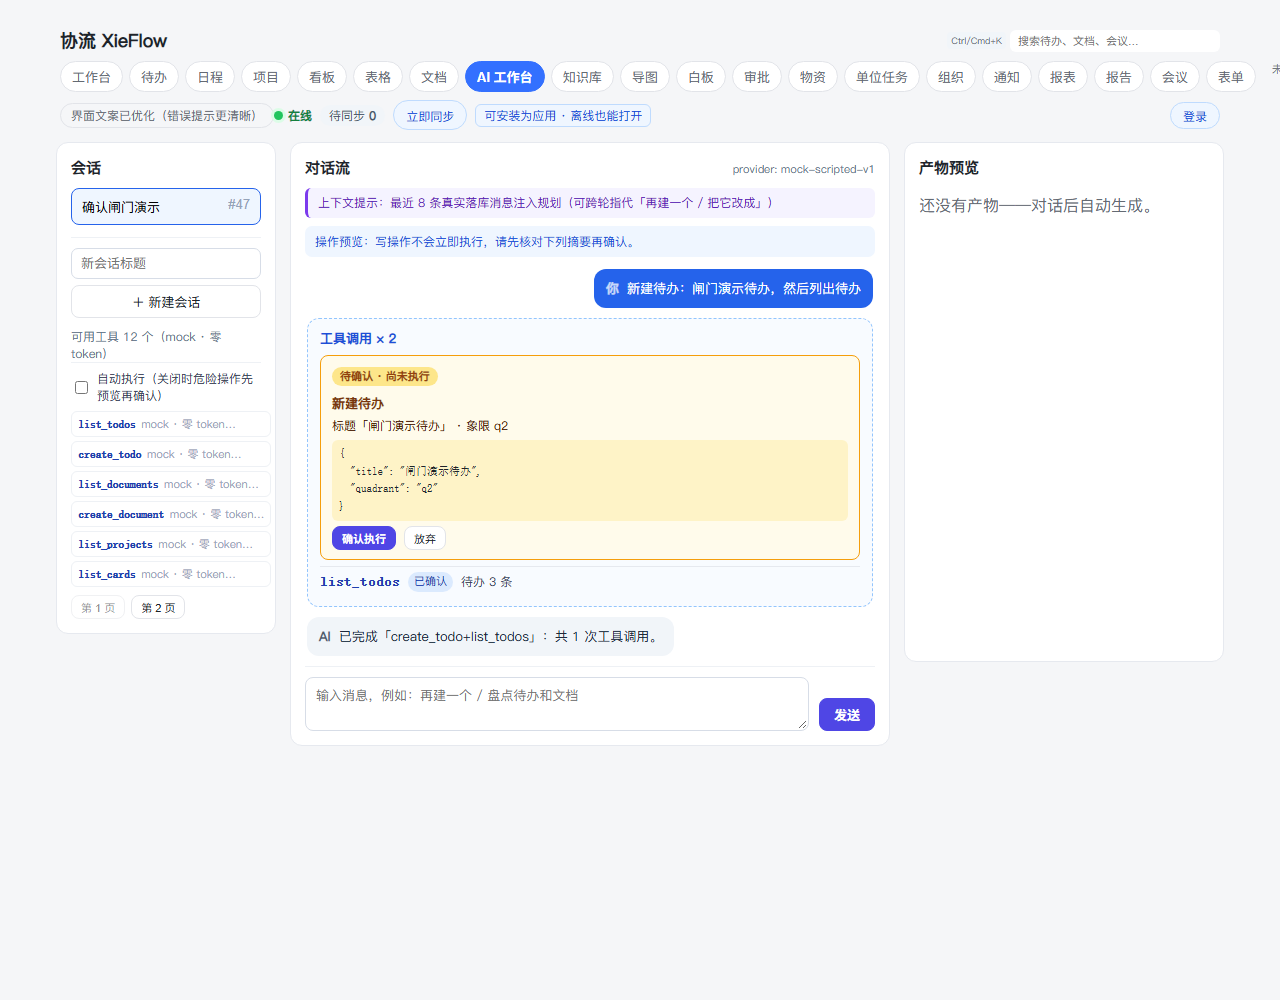 协流 XieFlow
Ctrl/Cmd+K
搜索待办、文档、会议...
工作台 待办 日程 项目 看板 表格 文档 AI 工作台 知识库 导图 白板 审批 物资 单位任务 组织 通知 报表 报告 会议 表单
界面文案已优化（错误提示更清晰） 在线 待同步 0 立即同步 可安装为应用 · 离线也能打开 登录
会话
确认闸门演示 #47
新会话标题
＋ 新建会话
可用工具 12 个（mock · 零
token）
自动执行（关闭时危险操作先
预览再确认）
list_todos mock · 零 token...
create_todo mock · 零 token...
list_documents mock · 零 token...
create_document mock · 零 token...
list_projects mock · 零 token...
list_cards mock · 零 token...
第 1 页 第 2 页
对话流 provider: mock-scripted-v1
上下文提示：最近 8 条真实落库消息注入规划（可跨轮指代「再建一个 / 把它改成」）
操作预览：写操作不会立即执行，请先核对下列摘要再确认。
你 新建待办：闸门演示待办，然后列出待办
工具调用 × 2
待确认 · 尚未执行
新建待办
标题「闸门演示待办」 · 象限 q2
{
"title": "闸门演示待办",
"quadrant": "q2"
}
确认执行 放弃
list_todos 已确认 待办 3 条
AI 已完成「create_todo+list_todos」：共 1 次工具调用。
输入消息，例如：再建一个 / 盘点待办和文档
发送
产物预览
还没有产物——对话后自动生成。